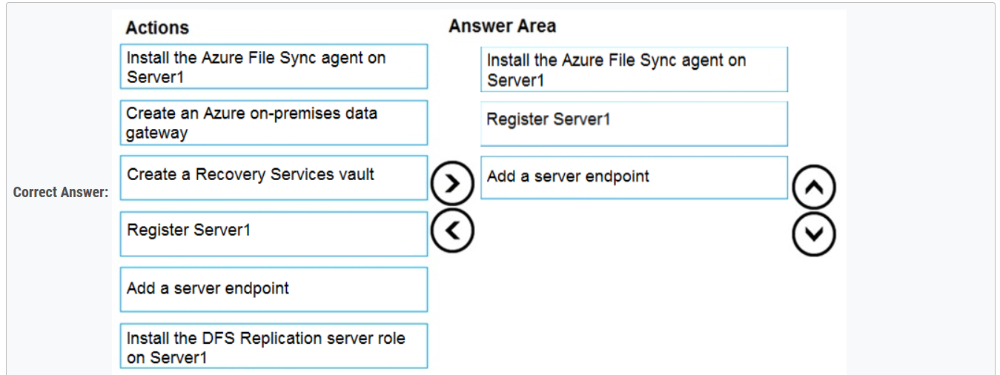 Actions
Install the Azure File Sync agent on
Server1
Create an Azure on-premises data
gateway
Create a Recovery Services vault
Register Server1
Add a server endpoint
Install the DFS Replication server role
on Server1
Answer Area
Install the Azure File Sync agent on
Server1
Register Server1
Add a server endpoint
Correct Answer: